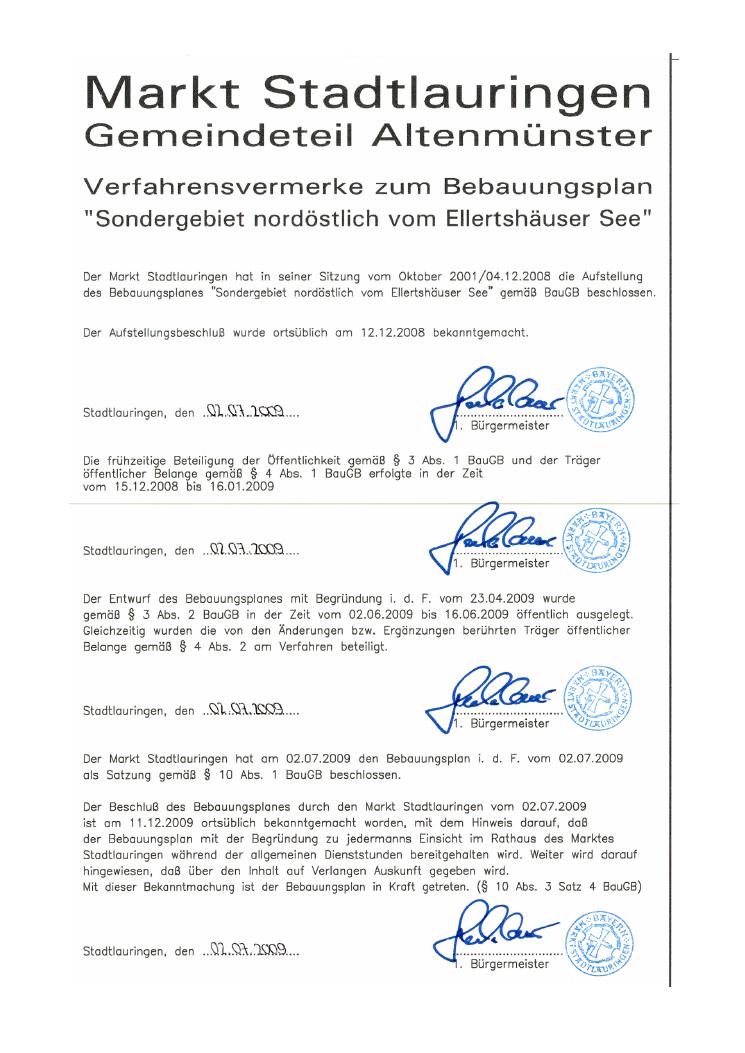 Markt Stadtlauringen
Gemeindeteil Altenmünster
Verfahrensvermerke zum Bebauungsplan
"Sondergebiet nordöstlich vom Ellertshäuser See"
Der Markt Stadtlauringen hat in seiner Sitzung vom Oktober 2001/04.12.2008 die Aufstellung
des Bebauungsplanes "Sondergebiet nordöstlich vom Ellertshäuser See" gemäß BauGB beschlossen.
Der Aufstellungsbeschluß wurde ortsüblich am 12.12.2008 bekanntgemacht.
Stadtlauringen, den ..02.07.2009....
1. Bürgermeister
BAYERN
MARKT STADTLAURINGEN
Die frühzeitige Beteiligung der Öffentlichkeit gemäß § 3 Abs. 1 BauGB und der Träger
öffentlicher Belange gemäß § 4 Abs. 1 BauGB erfolgte in der Zeit
vom 15.12.2008 bis 16.01.2009
Stadtlauringen, den ..02.07.2009....
1. Bürgermeister
BAYERN
MARKT STADTLAURINGEN
Der Entwurf des Bebauungsplanes mit Begründung i. d. F. vom 23.04.2009 wurde
gemäß § 3 Abs. 2 BauGB in der Zeit vom 02.06.2009 bis 16.06.2009 öffentlich ausgelegt.
Gleichzeitig wurden die von den Änderungen bzw. Ergänzungen berührten Träger öffentlicher
Belange gemäß § 4 Abs. 2 am Verfahren beteiligt.
Stadtlauringen, den ..02.07.2009....
1. Bürgermeister
BAYERN
MARKT STADTLAURINGEN
Der Markt Stadtlauringen hat am 02.07.2009 den Bebauungsplan i. d. F. vom 02.07.2009
als Satzung gemäß § 10 Abs. 1 BauGB beschlossen.
Der Beschluß des Bebauungsplanes durch den Markt Stadtlauringen vom 02.07.2009
ist am 11.12.2009 ortsüblich bekanntgemacht worden, mit dem Hinweis darauf, daß
der Bebauungsplan mit der Begründung zu jedermanns Einsicht im Rathaus des Marktes
Stadtlauringen während der allgemeinen Dienststunden bereitgehalten wird. Weiter wird darauf
hingewiesen, daß über den Inhalt auf Verlangen Auskunft gegeben wird.
Mit dieser Bekanntmachung ist der Bebauungsplan in Kraft getreten. (§ 10 Abs. 3 Satz 4 BauGB)
Stadtlauringen, den ..02.07.2009....
1. Bürgermeister
BAYERN
MARKT STADTLAURINGEN